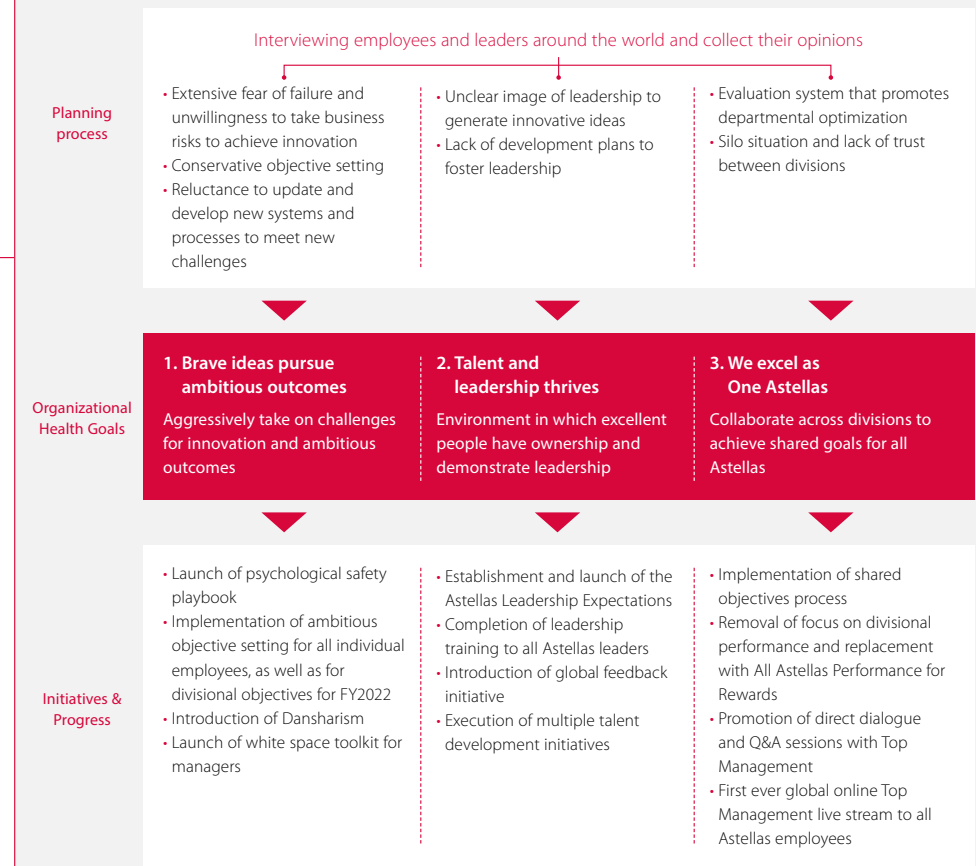 Interviewing employees and leaders around the world and collect their opinions
Planning
process
• Extensive fear of failure and
unwillingness to take business
risks to achieve innovation
• Conservative objective setting
• Reluctance to update and
develop new systems and
processes to meet new
challenges
• Unclear image of leadership to
generate innovative ideas
• Lack of development plans to
foster leadership
• Evaluation system that promotes
departmental optimization
• Silo situation and lack of trust
between divisions
Organizational
Health Goals
1. Brave ideas pursue
ambitious outcomes
Aggressively take on challenges
for innovation and ambitious
outcomes
2. Talent and
leadership thrives
Environment in which excellent
people have ownership and
demonstrate leadership
3. We excel as
One Astellas
Collaborate across divisions to
achieve shared goals for all
Astellas
Initiatives &
Progress
• Launch of psychological safety
playbook
• Implementation of ambitious
objective setting for all individual
employees, as well as for
divisional objectives for FY2022
• Introduction of Dansharism
• Launch of white space toolkit for
managers
• Establishment and launch of the
Astellas Leadership Expectations
• Completion of leadership
training to all Astellas leaders
• Introduction of global feedback
initiative
• Execution of multiple talent
development initiatives
• Implementation of shared
objectives process
• Removal of focus on divisional
performance and replacement
with All Astellas Performance for
Rewards
• Promotion of direct dialogue
and Q&A sessions with Top
Management
• First ever global online Top
Management live stream to all
Astellas employees